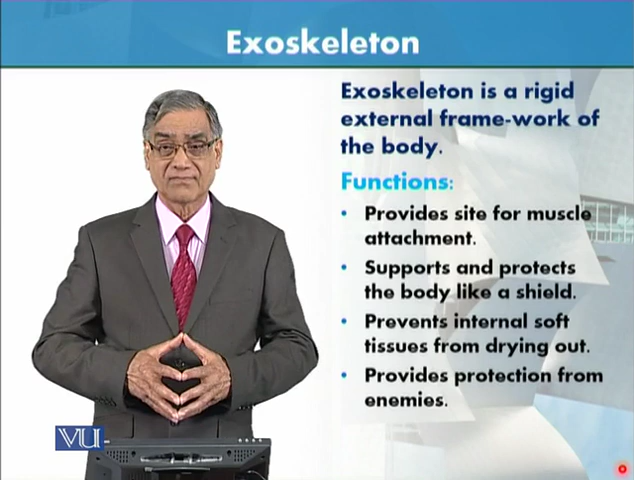 Exoskeleton
Exoskeleton is a rigid
external frame-work of
the body.
Functions:
• Provides site for muscle
attachment.
• Supports and protects
the body like a shield.
• Prevents internal soft
tissues from drying out.
• Provides protection from
enemies.
VU